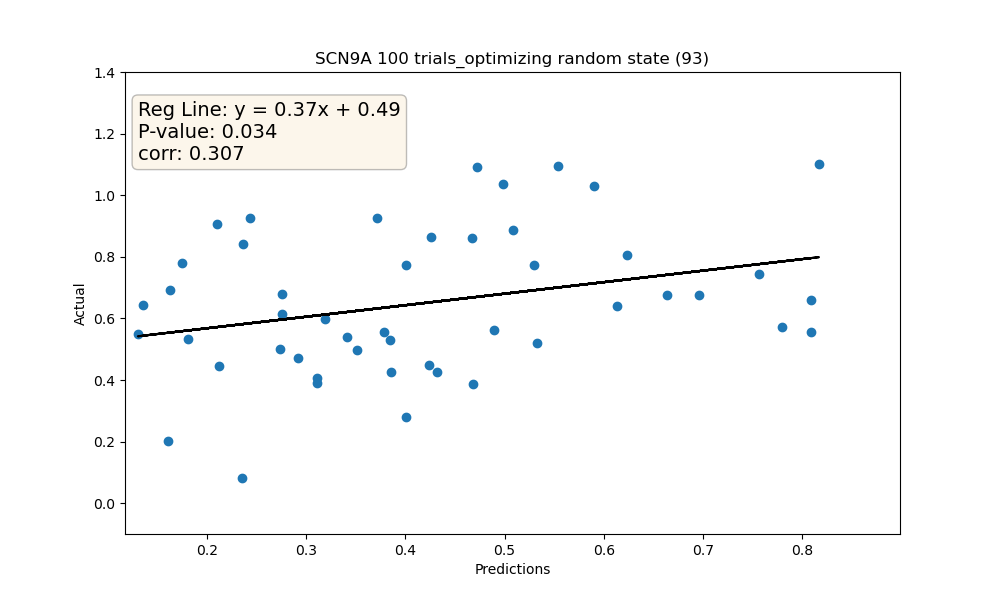 SCN9A 100 trials_optimizing random state (93)
1.4
Reg Line: y = 0.37x + 0.49
P-value: 0.034
corr: 0.307
1.2
1.0
0.8
0.6
0.4
0.2
0.0
Actual
0.2 0.3 0.4 0.5 0.6 0.7 0.8
Predictions